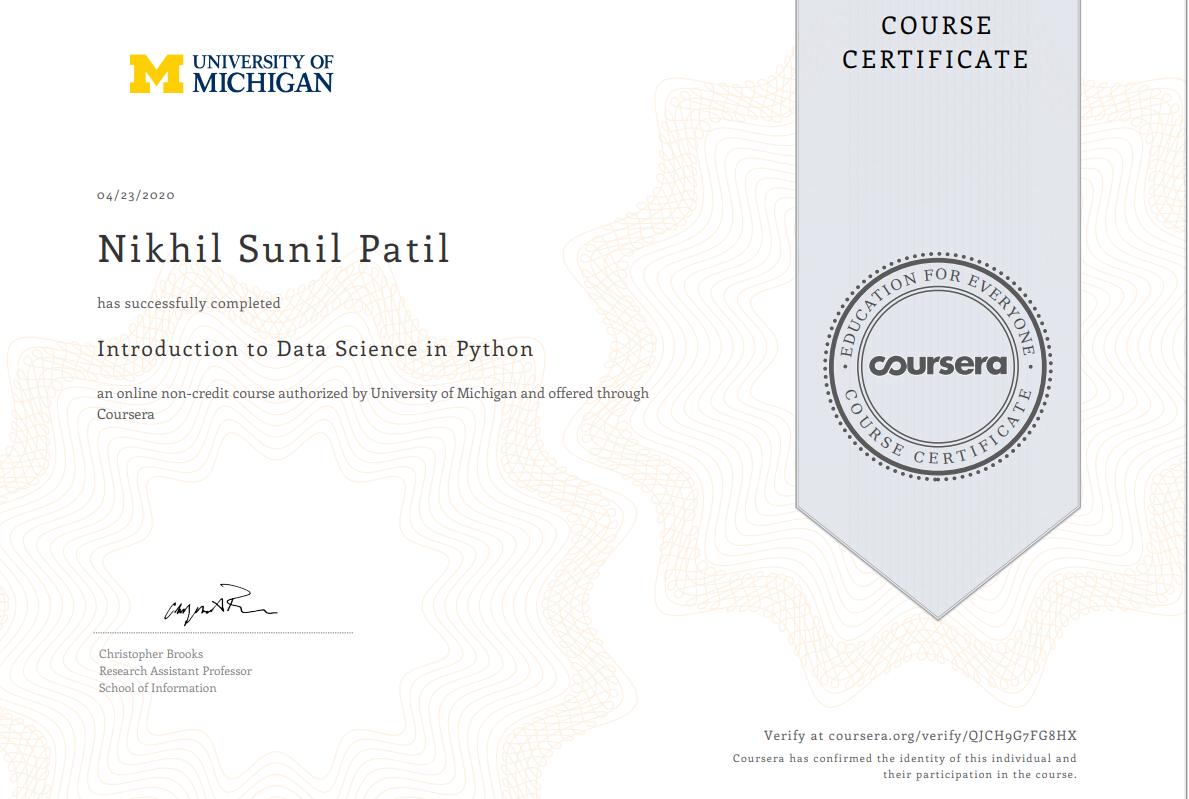 UNIVERSITY OF
MICHIGAN
COURSE
CERTIFICATE
04/23/2020
Nikhil Sunil Patil
has successfully completed
Introduction to Data Science in Python
an online non-credit course authorized by University of Michigan and offered through
Coursera
EDUCATION FOR EVERYONE
coursera
COURSE CERTIFICATE
Christopher Brooks
Research Assistant Professor
School of Information
Verify at coursera.org/verify/QJCH9G7FG8HX
Coursera has confirmed the identity of this individual and
their participation in the course.